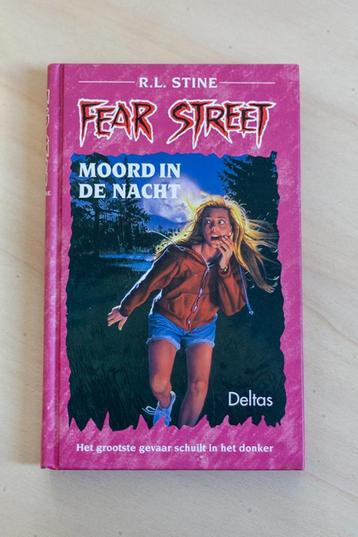 R.L. STINE
FEAR STREET
MOORD IN
DE NACHT
Deltas
Het grootste gevaar schuilt in het donker